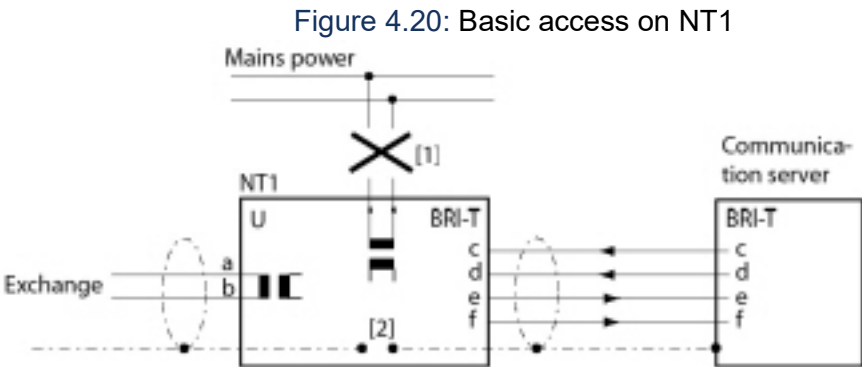 Figure 4.20: Basic access on NT1
Mains power
[1]
Communica-
tion server
NT1
U
BRI-T
BRI-T
c
c
d
d
a
Exchange
b
e
e
f
f
[2]